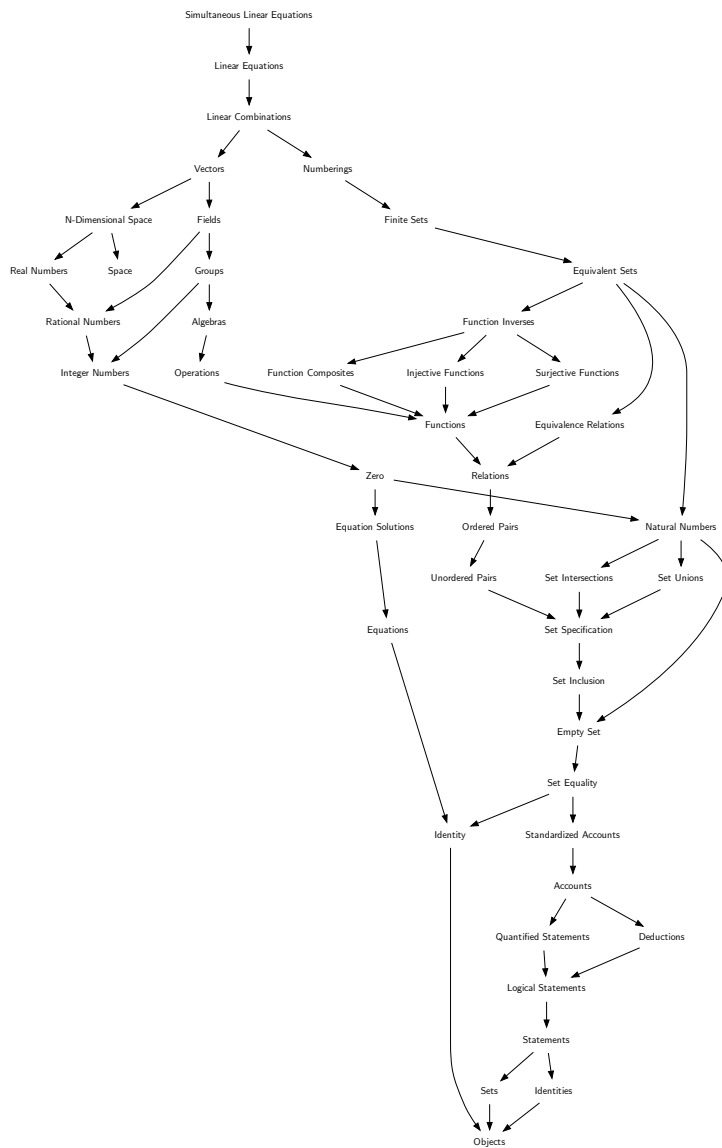 Simultaneous Linear Equations
Linear Equations
Linear Combinations
Vectors
Numberings
N-Dimensional Space
Fields
Finite Sets
Real Numbers
Space
Groups
Equivalent Sets
Rational Numbers
Algebras
Function Inverses
Integer Numbers
Operations
Function Composites
Injective Functions
Surjective Functions
Functions
Equivalence Relations
Zero
Relations
Equation Solutions
Ordered Pairs
Natural Numbers
Unordered Pairs
Set Intersections
Set Unions
Equations
Set Specification
Set Inclusion
Empty Set
Set Equality
Identity
Standardized Accounts
Accounts
Quantified Statements
Deductions
Logical Statements
Statements
Sets
Identities
Objects